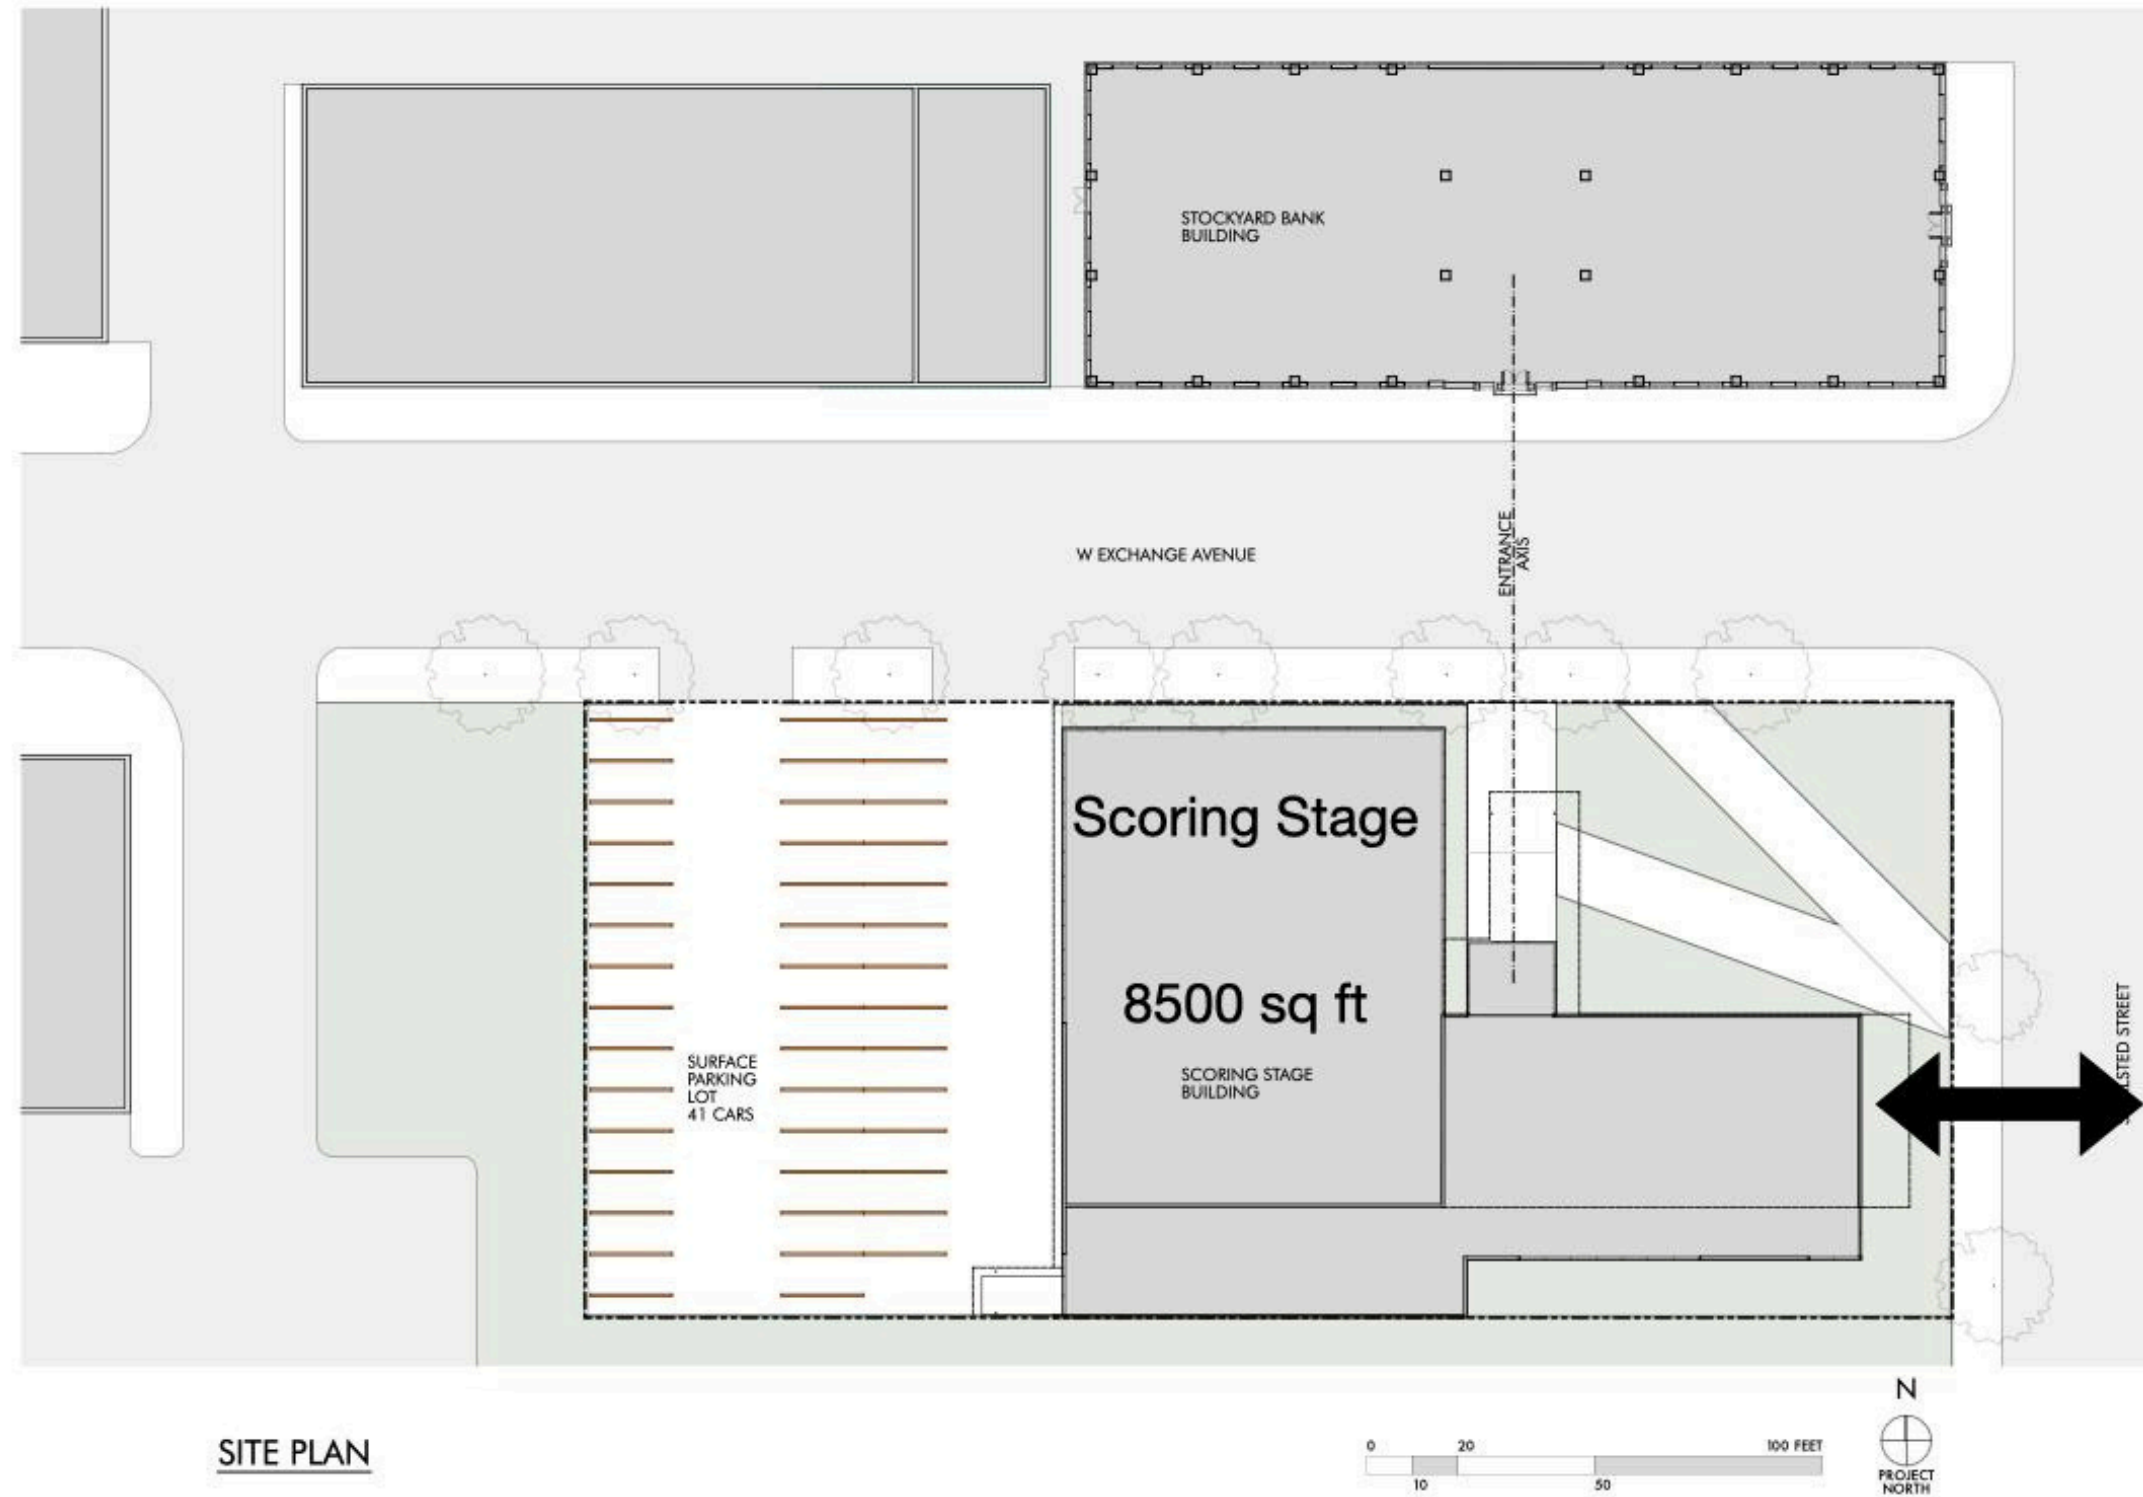 STOCKYARD BANK
BUILDING
W EXCHANGE AVENUE
ENTRANCE
AXIS
Scoring Stage
8500 sq ft
SCORING STAGE
BUILDING
SURFACE
PARKING
LOT
41 CARS
STREET
SITE PLAN
0 20 100 FEET
10 50
N
PROJECT
NORTH